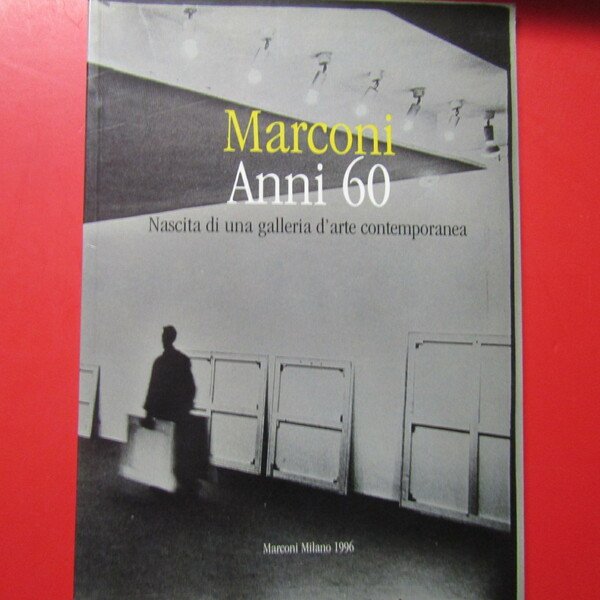 Marconi
Anni 60
Nascita di una galleria d'arte contemporanea
Marconi Milano 1996